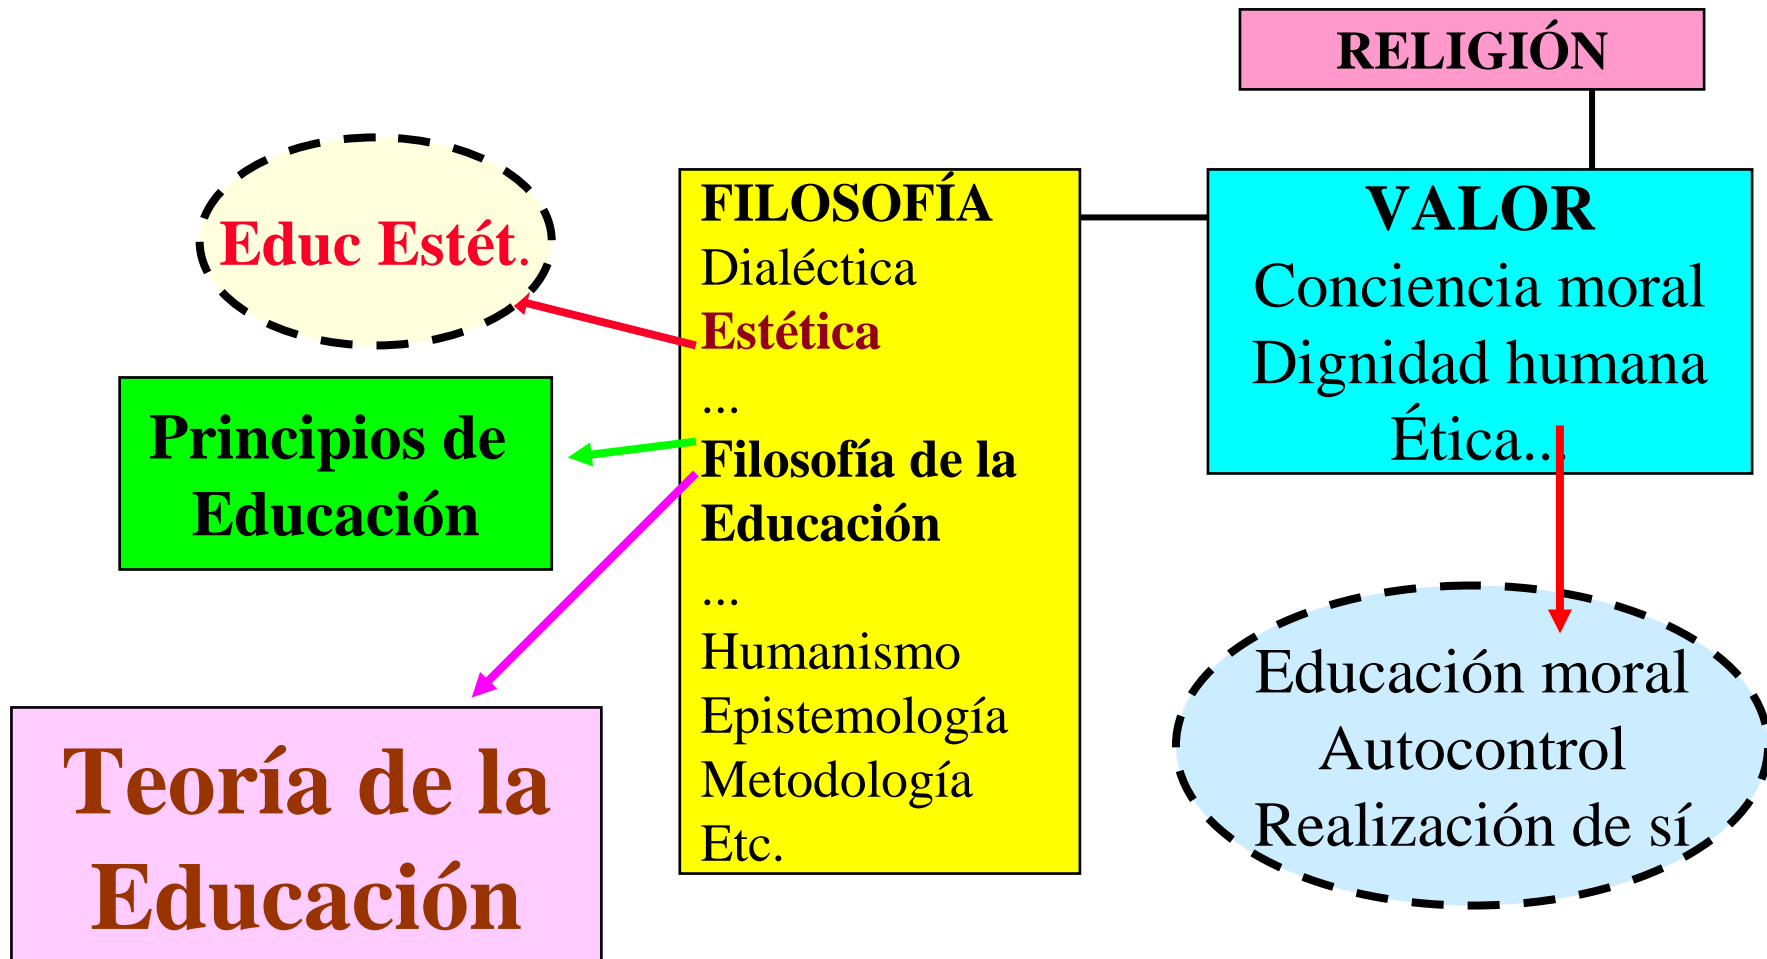 RELIGIÓN
Educ Estét.
FILOSOFÍA
Dialéctica
Estética
...
Filosofía de la
Educación
...
Humanismo
Epistemología
Metodología
Etc.
VALOR
Conciencia moral
Dignidad humana
Ética...
Principios de
Educación
Teoría de la
Educación
Educación moral
Autocontrol
Realización de sí